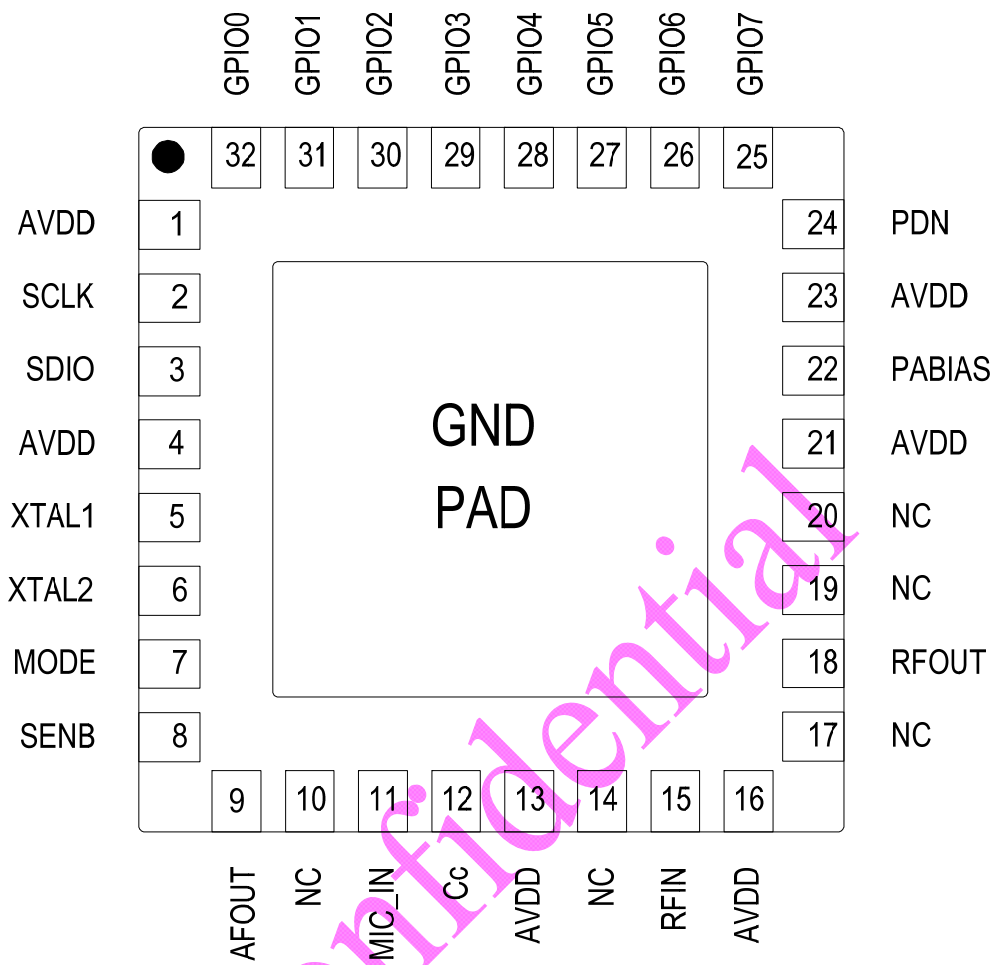 GPIO0 GPIO1 GPIO2 GPIO3 GPIO4 GPIO5 GPIO6 GPIO7
32 31 30 29 28 27 26 25
AVDD 1 24 PDN
SCLK 2 23 AVDD
SDIO 3 22 PABIAS
AVDD 4 21 AVDD
XTAL1 5 20 NC
XTAL2 6 19 NC
MODE 7 18 RFOUT
SENB 8 17 NC
GND
PAD
9 10 11 12 13 14 15 16
AFOUT NC MIC_IN Cc AVDD NC RFIN AVDD
nfidential